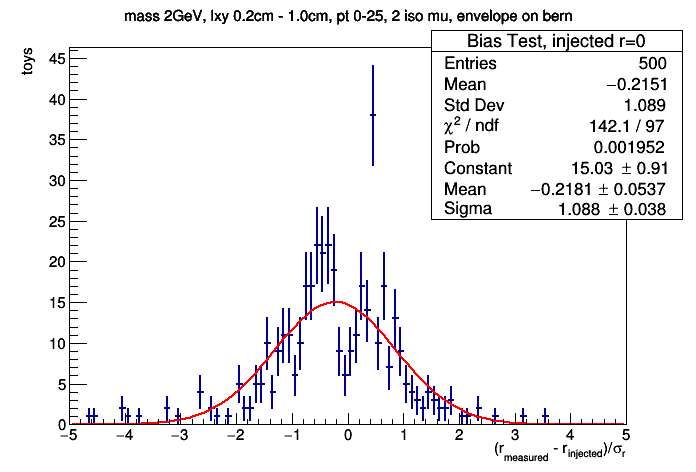 mass 2GeV, lxy 0.2cm - 1.0cm, pt 0-25, 2 iso mu, envelope on bern
Bias Test, injected r=0
Entries 500
Mean −0.2151
Std Dev 1.089
χ² / ndf 142.1 / 97
Prob 0.001952
Constant 15.03 ± 0.91
Mean −0.2181 ± 0.0537
Sigma 1.088 ± 0.038
toys
45
40
35
30
25
20
15
10
5
0
−5 −4 −3 −2 −1 0 1 2 3 4 5
(r_measured - r_injected)/σ_r